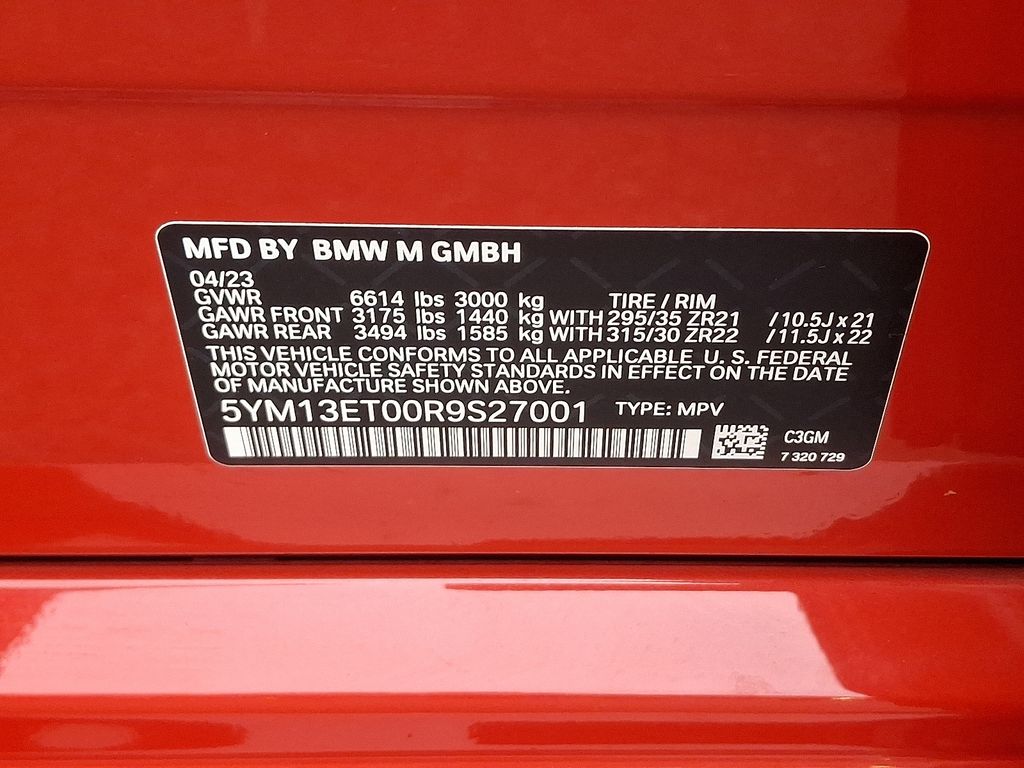 MFD BY BMW M GMBH
04/23
GVWR 6614 lbs 3000 kg TIRE / RIM
GAWR FRONT 3175 lbs 1440 kg WITH 295/35 ZR21 /10.5J x 21
GAWR REAR 3494 lbs 1585 kg WITH 315/30 ZR22 /11.5J x 22
THIS VEHICLE CONFORMS TO ALL APPLICABLE U. S. FEDERAL
MOTOR VEHICLE SAFETY STANDARDS IN EFFECT ON THE DATE
OF MANUFACTURE SHOWN ABOVE.
5YM13ET00R9S27001 TYPE: MPV
C3GM
7 320 729